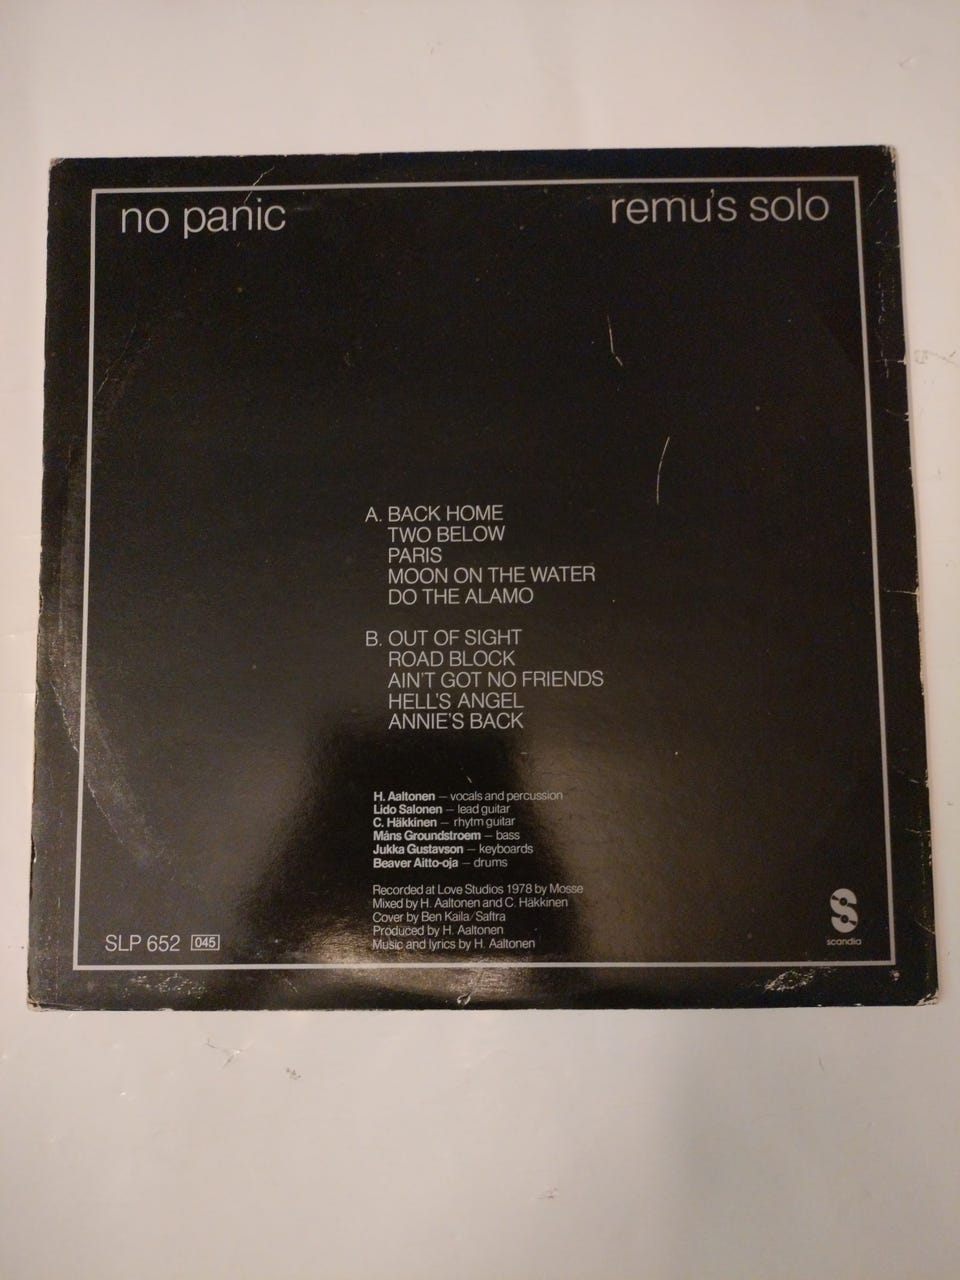 no panic
remu's solo
A. BACK HOME
TWO BELOW
PARIS
MOON ON THE WATER
DO THE ALAMO
B. OUT OF SIGHT
ROAD BLOCK
AIN'T GOT NO FRIENDS
HELL'S ANGEL
ANNIE'S BACK
H. Aaltonen – vocals and percussion
Lido Salonen – lead guitar
C. Häkkinen – rhytm guitar
Måns Groundstroem – bass
Jukka Gustavson – keyboards
Beaver Aitto-oja – drums
Recorded at Love Studios 1978 by Mosse
Mixed by H. Aaltonen and C. Häkkinen
Cover by Ben Kaila/Saftra
Produced by H. Aaltonen
Music and lyrics by H. Aaltonen
SLP 652 045
scandia